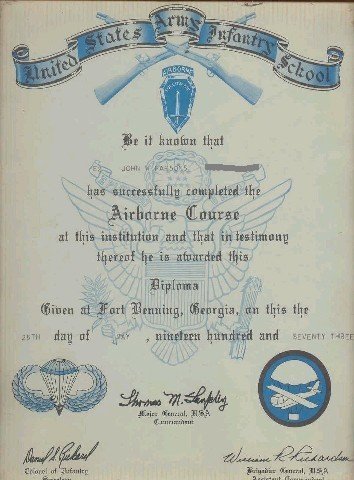 United States Army Infantry School
AIRBORNE
Be it known that
JOHN W PARSONS
has successfully completed the
Airborne Course
at this institution and that in testimony
thereof he is awarded this
Diploma
Given at Fort Benning, Georgia, on this the
25TH day of MAY, nineteen hundred and SEVENTY THREE
Thomas M. Tarpley
Major General, USA
Commandant
Colonel of Infantry
Secretary
William R. Richardson
Brigadier General, USA
Assistant Commandant